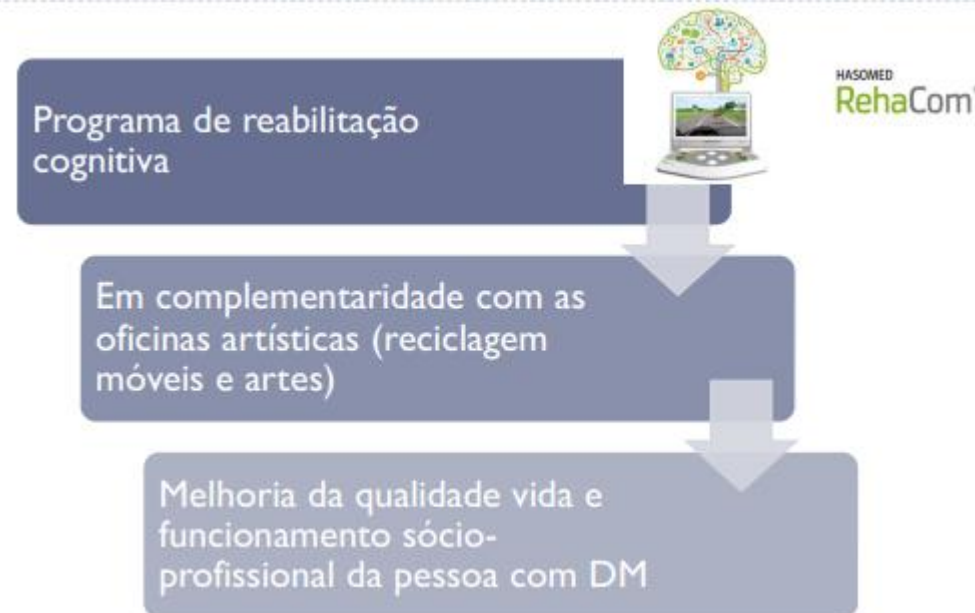 HASOMED
RehaCom
Programa de reabilitação
cognitiva
Em complementaridade com as
oficinas artísticas (reciclagem
móveis e artes)
Melhoria da qualidade vida e
funcionamento sócio-
profissional da pessoa com DM